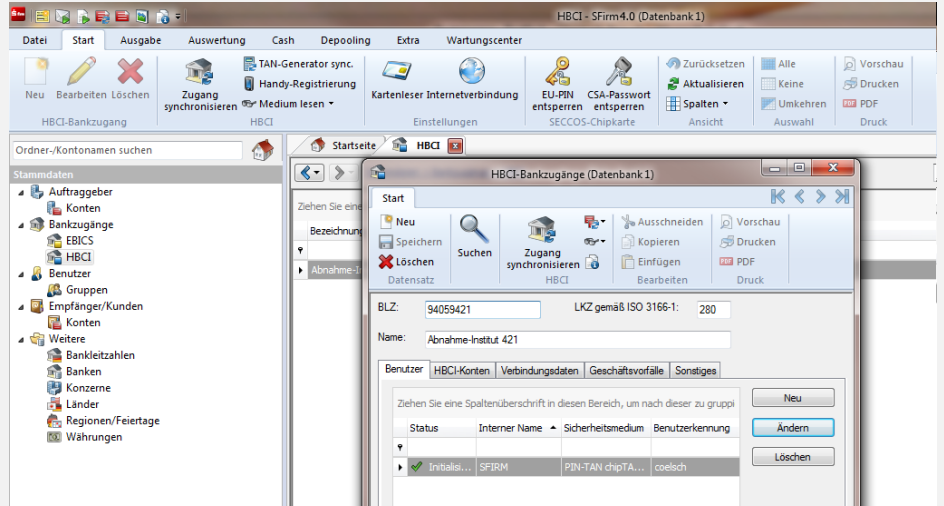 HBCI - SFirm4.0 (Datenbank 1)
Datei Start Ausgabe Auswertung Cash Depooling Extra Wartungscenter
Neu Bearbeiten Löschen
HBCI-Bankzugang
Zugang synchronisieren
TAN-Generator sync.
Handy-Registrierung
Medium lesen
HBCI
Kartenleser Internetverbindung
Einstellungen
EU-PIN entsperren
CSA-Passwort entsperren
SECCOS-Chipkarte
Zurücksetzen
Aktualisieren
Spalten
Ansicht
Alle
Keine
Umkehren
Auswahl
Vorschau
Drucken
PDF PDF
Druck
Ordner-/Kontonamen suchen
Stammdaten
Auftraggeber
Konten
Bankzugänge
EBICS
HBCI
Benutzer
Gruppen
Empfänger/Kunden
Konten
Weitere
Bankleitzahlen
Banken
Konzerne
Länder
Regionen/Feiertage
Währungen
Startseite HBCI
Ziehen Sie eine
Bezeichnung
Abnahme-In
HBCI-Bankzugänge (Datenbank 1)
Start
Neu
Speichern
Löschen
Datensatz
Suchen
Zugang synchronisieren
HBCI
Ausschneiden
Kopieren
Einfügen
Bearbeiten
Vorschau
Drucken
PDF PDF
Druck
BLZ: 94059421 LKZ gemäß ISO 3166-1: 280
Name: Abnahme-Institut 421
Benutzer HBCI-Konten Verbindungsdaten Geschäftsvorfälle Sonstiges
Ziehen Sie eine Spaltenüberschrift in diesen Bereich, um nach dieser zu gruppi
Status Interner Name Sicherheitsmedium Benutzerkennung
Initialisi... SFIRM PIN-TAN chipTA... coelsch
Neu
Ändern
Löschen